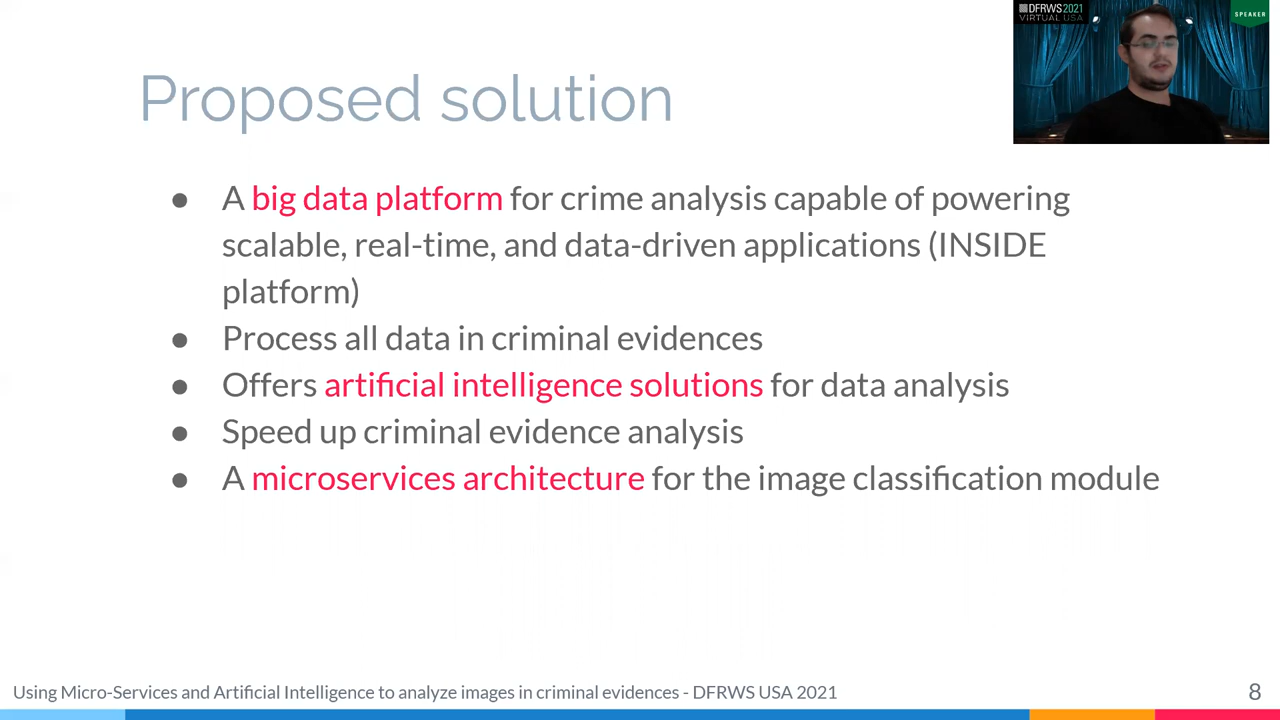 DFRWS2021
VIRTUAL USA
SPEAKER
Proposed solution
● A big data platform for crime analysis capable of powering
scalable, real-time, and data-driven applications (INSIDE
platform)
● Process all data in criminal evidences
● Offers artificial intelligence solutions for data analysis
● Speed up criminal evidence analysis
● A microservices architecture for the image classification module
Using Micro-Services and Artificial Intelligence to analyze images in criminal evidences - DFRWS USA 2021
8